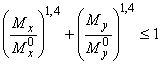 (M_x / M_x^0)^{1,4} + (M_y / M_y^0)^{1,4} ≤ 1